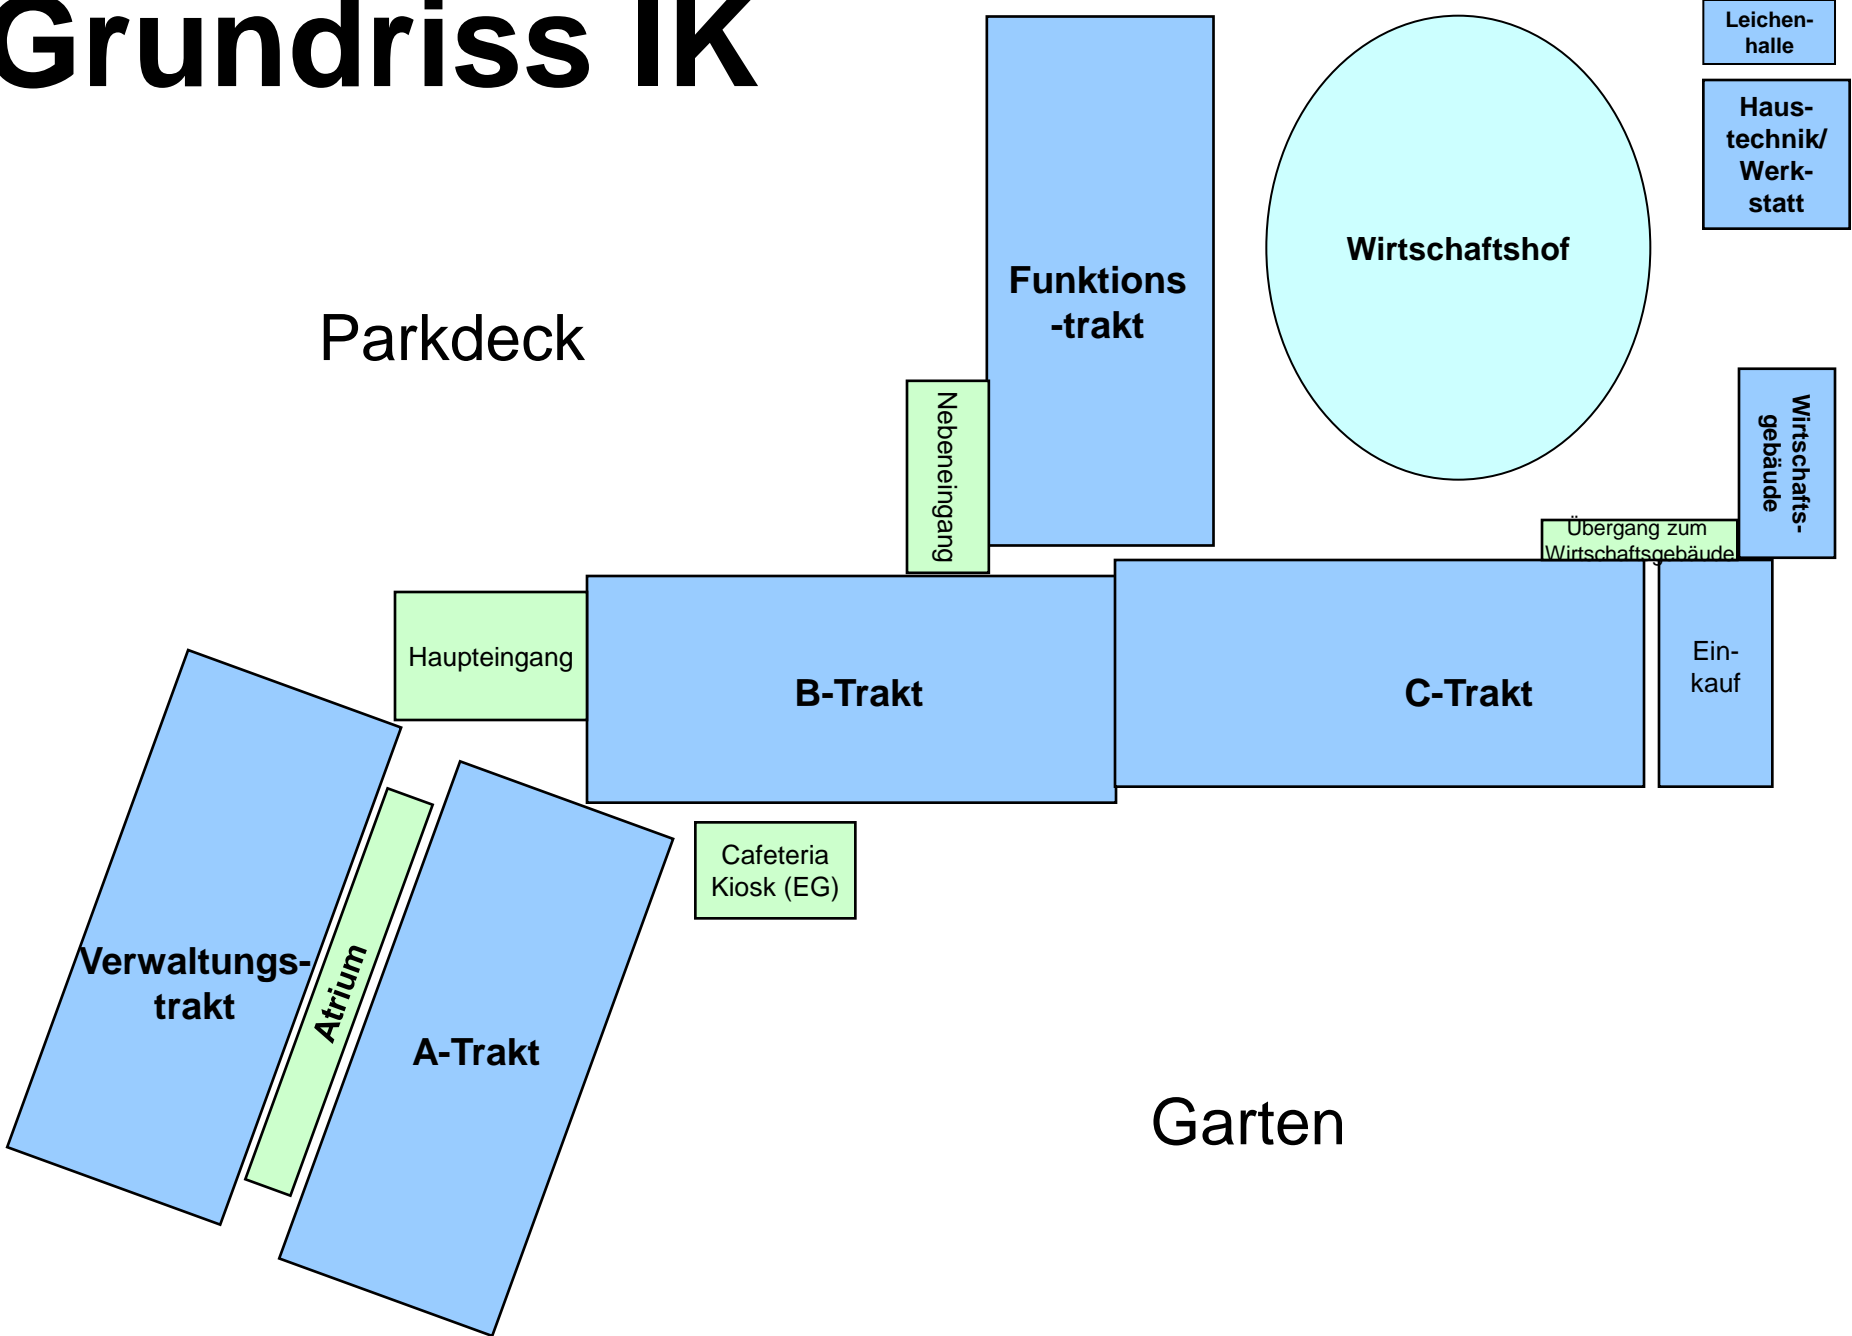 Grundriss IK
Leichen-
halle
Haus-
technik/
Werk-
statt
Wirtschaftshof
Funktions
-trakt
Parkdeck
Nebeneingang
Wirtschafts-
gebäude
Übergang zum
Wirtschaftsgebäude
Haupteingang
B-Trakt
C-Trakt
Ein-
kauf
Cafeteria
Kiosk (EG)
Verwaltungs-
trakt
Atrium
A-Trakt
Garten